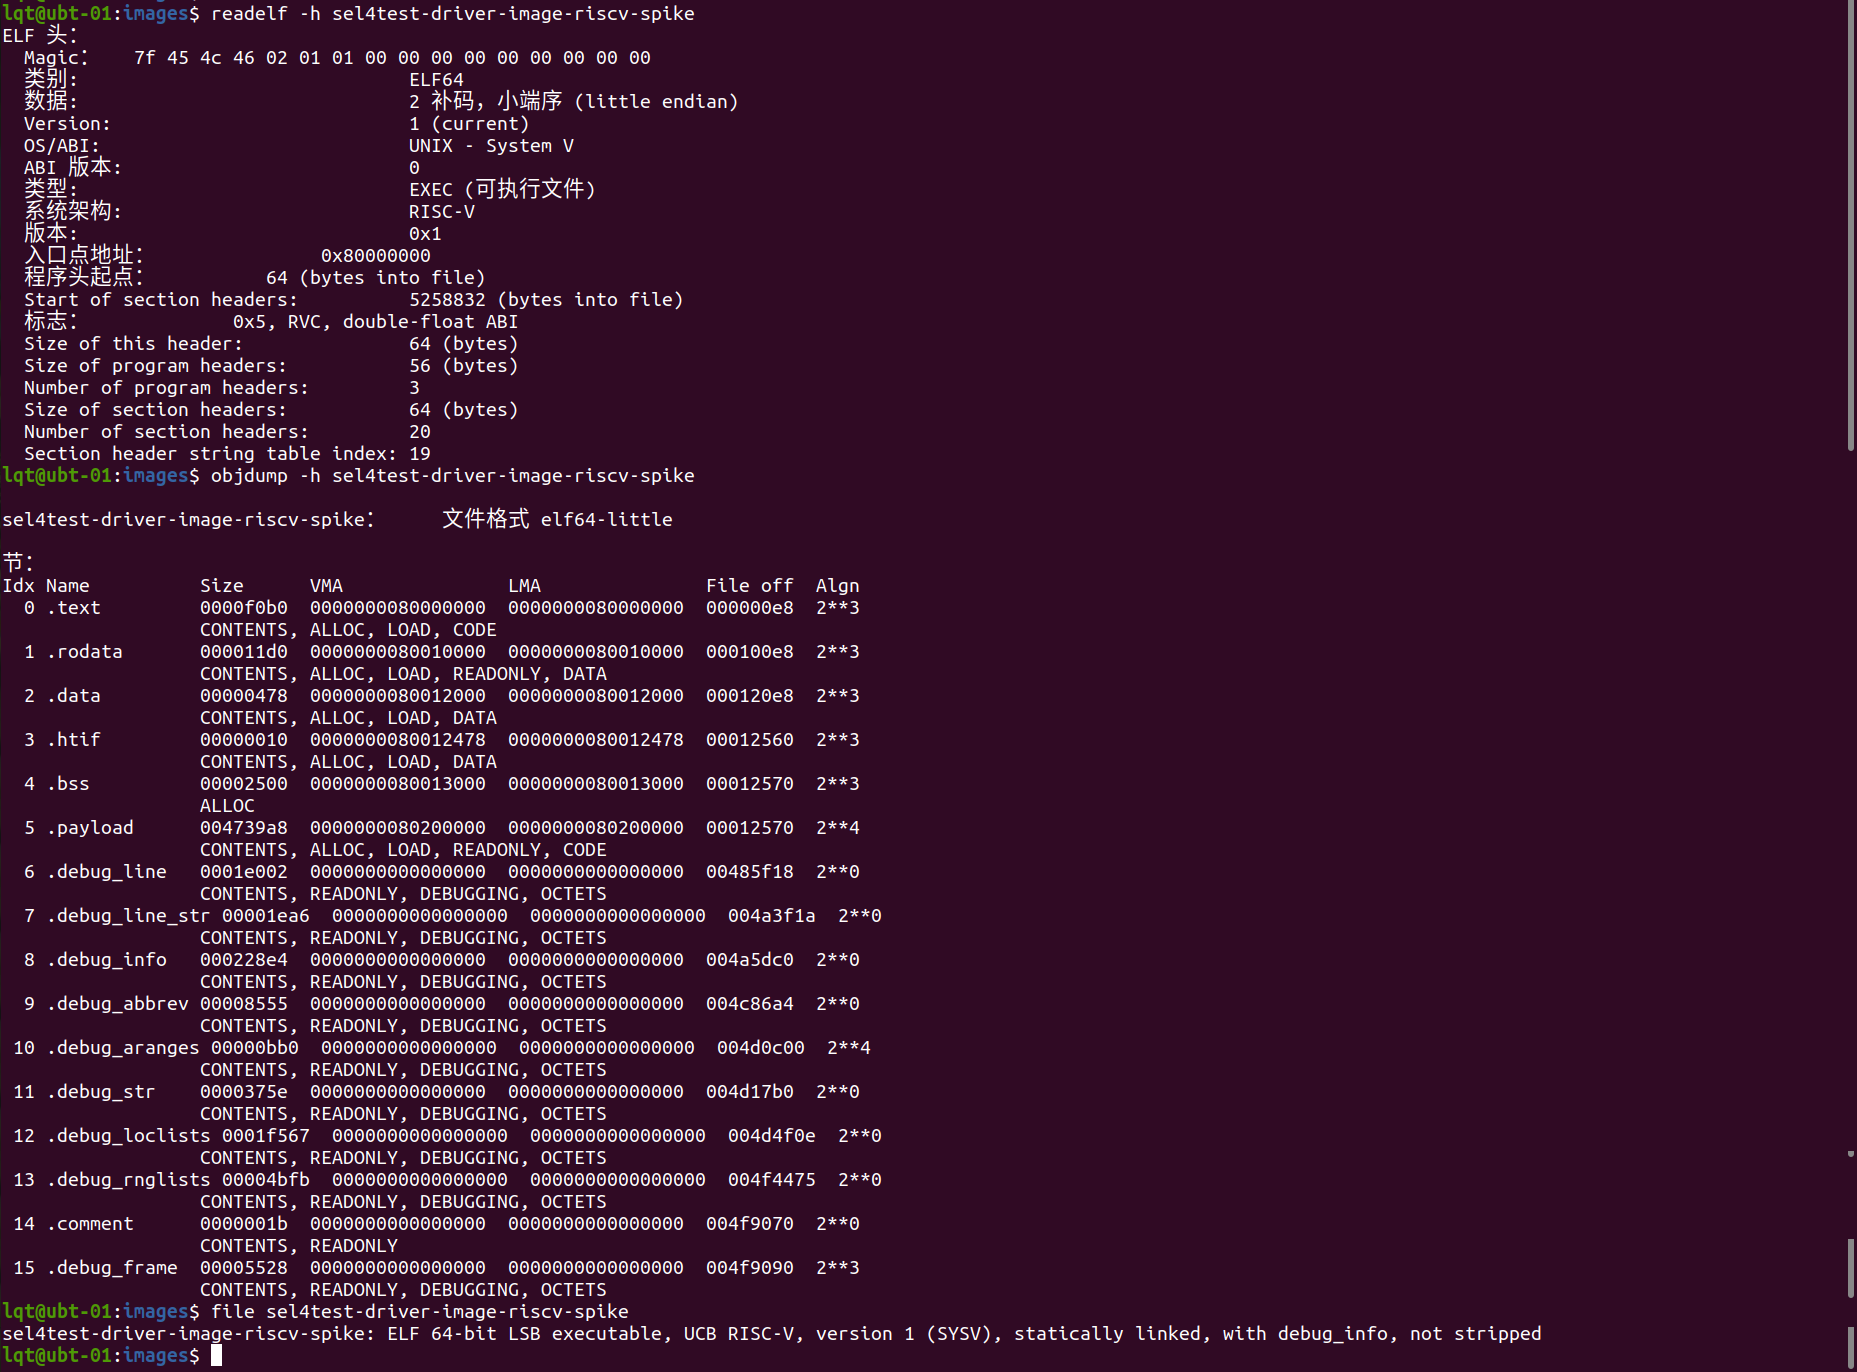 lqt@ubt-01:images$ readelf -h sel4test-driver-image-riscv-spike
ELF 头：
  Magic：    7f 45 4c 46 02 01 01 00 00 00 00 00 00 00 00 00
  类别:                              ELF64
  数据:                              2 补码，小端序 (little endian)
  Version:                           1 (current)
  OS/ABI:                            UNIX - System V
  ABI 版本:                          0
  类型:                              EXEC (可执行文件)
  系统架构:                          RISC-V
  版本:                              0x1
  入口点地址：                0x80000000
  程序头起点：           64 (bytes into file)
  Start of section headers:          5258832 (bytes into file)
  标志：              0x5, RVC, double-float ABI
  Size of this header:               64 (bytes)
  Size of program headers:           56 (bytes)
  Number of program headers:         3
  Size of section headers:           64 (bytes)
  Number of section headers:         20
  Section header string table index: 19
lqt@ubt-01:images$ objdump -h sel4test-driver-image-riscv-spike
sel4test-driver-image-riscv-spike：      文件格式 elf64-little
节：
Idx Name          Size      VMA               LMA               File off  Algn
  0 .text         0000f0b0  0000000080000000  0000000080000000  000000e8  2**3
                  CONTENTS, ALLOC, LOAD, CODE
  1 .rodata       000011d0  0000000080010000  0000000080010000  000100e8  2**3
                  CONTENTS, ALLOC, LOAD, READONLY, DATA
  2 .data         00000478  0000000080012000  0000000080012000  000120e8  2**3
                  CONTENTS, ALLOC, LOAD, DATA
  3 .htif         00000010  0000000080012478  0000000080012478  00012560  2**3
                  CONTENTS, ALLOC, LOAD, DATA
  4 .bss          00002500  0000000080013000  0000000080013000  00012570  2**3
                  ALLOC
  5 .payload      004739a8  0000000080200000  0000000080200000  00012570  2**4
                  CONTENTS, ALLOC, LOAD, READONLY, CODE
  6 .debug_line   0001e002  0000000000000000  0000000000000000  00485f18  2**0
                  CONTENTS, READONLY, DEBUGGING, OCTETS
  7 .debug_line_str 00001ea6  0000000000000000  0000000000000000  004a3f1a  2**0
                  CONTENTS, READONLY, DEBUGGING, OCTETS
  8 .debug_info   000228e4  0000000000000000  0000000000000000  004a5dc0  2**0
                  CONTENTS, READONLY, DEBUGGING, OCTETS
  9 .debug_abbrev 00008555  0000000000000000  0000000000000000  004c86a4  2**0
                  CONTENTS, READONLY, DEBUGGING, OCTETS
 10 .debug_aranges 00000bb0  0000000000000000  0000000000000000  004d0c00  2**4
                  CONTENTS, READONLY, DEBUGGING, OCTETS
 11 .debug_str    0000375e  0000000000000000  0000000000000000  004d17b0  2**0
                  CONTENTS, READONLY, DEBUGGING, OCTETS
 12 .debug_loclists 0001f567  0000000000000000  0000000000000000  004d4f0e  2**0
                  CONTENTS, READONLY, DEBUGGING, OCTETS
 13 .debug_rnglists 00004bfb  0000000000000000  0000000000000000  004f4475  2**0
                  CONTENTS, READONLY, DEBUGGING, OCTETS
 14 .comment      0000001b  0000000000000000  0000000000000000  004f9070  2**0
                  CONTENTS, READONLY
 15 .debug_frame  00005528  0000000000000000  0000000000000000  004f9090  2**3
                  CONTENTS, READONLY, DEBUGGING, OCTETS
lqt@ubt-01:images$ file sel4test-driver-image-riscv-spike
sel4test-driver-image-riscv-spike: ELF 64-bit LSB executable, UCB RISC-V, version 1 (SYSV), statically linked, with debug_info, not stripped
lqt@ubt-01:images$